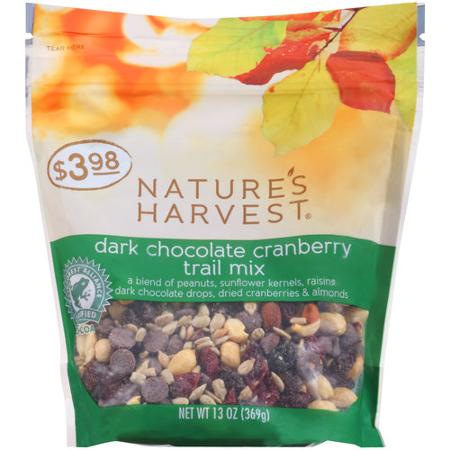 TEAR HERE
$3.98
NATURE'S
HARVEST®
dark chocolate cranberry
trail mix
a blend of peanuts, sunflower kernels, raisins,
dark chocolate drops, dried cranberries & almonds
NET WT 13 OZ (369g)